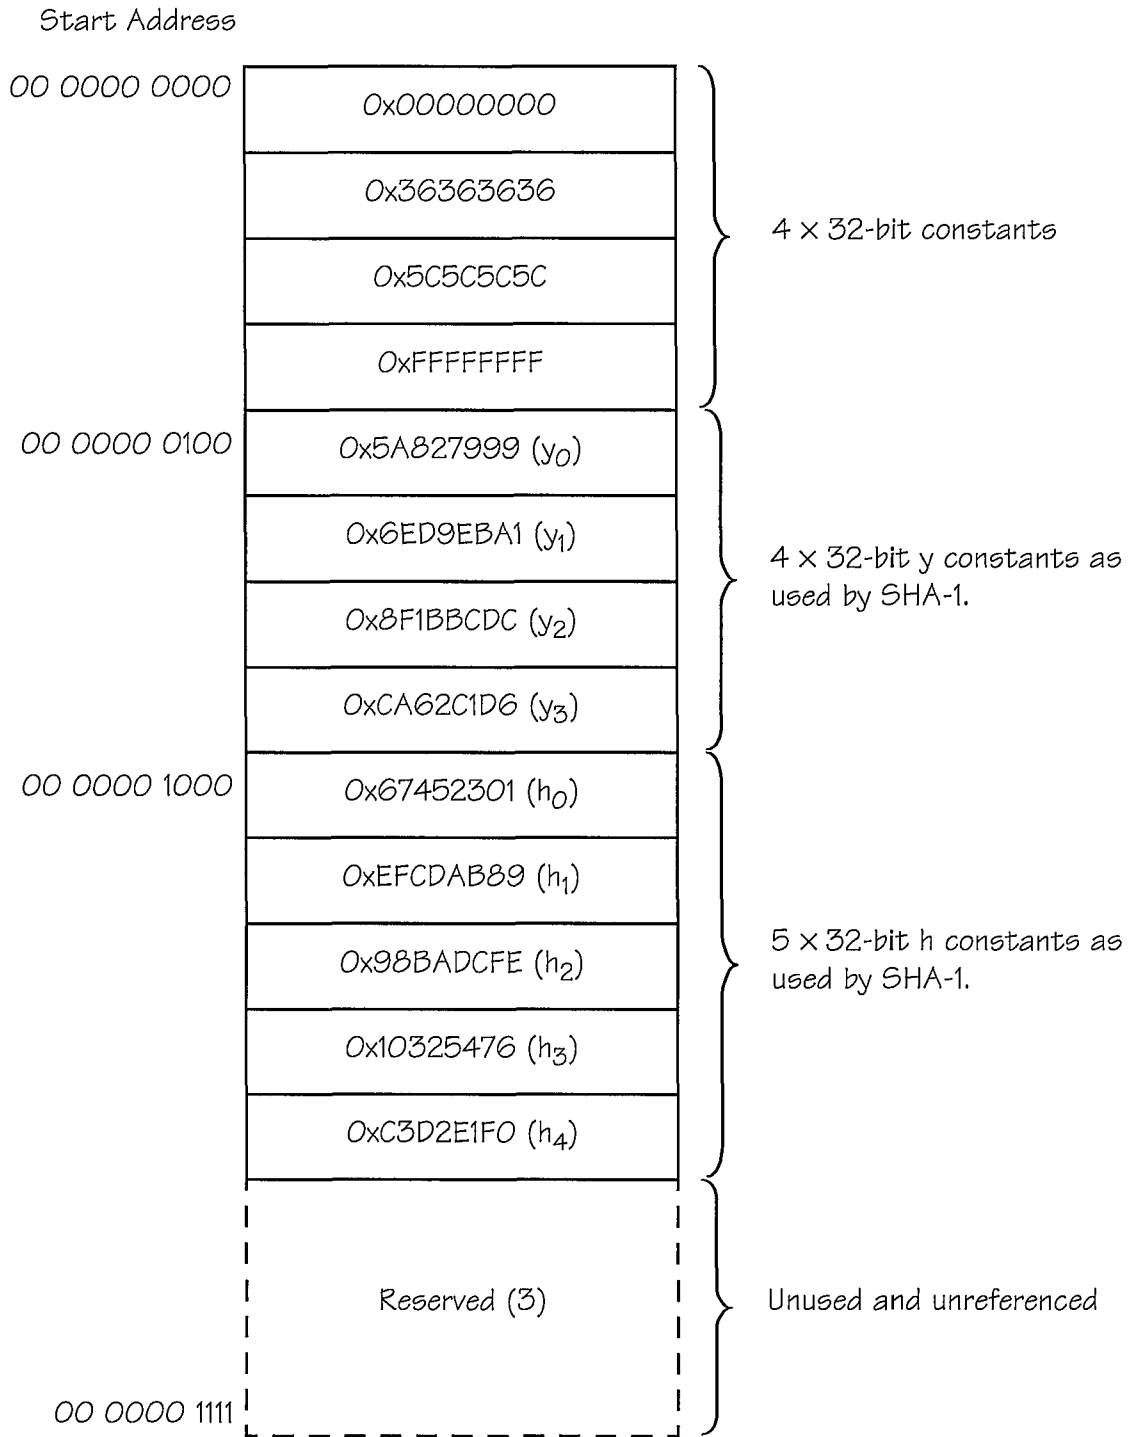 Start Address
00 0000 0000
0x00000000
0x36363636
4 × 32-bit constants
0x5C5C5C5C
0xFFFFFFFF
00 0000 0100
0x5A827999 (y0)
0x6ED9EBA1 (y1)
4 × 32-bit y constants as
used by SHA-1.
0x8F1BBCDC (y2)
0xCA62C1D6 (y3)
00 0000 1000
0x67452301 (h0)
0xEFCDAB89 (h1)
5 × 32-bit h constants as
used by SHA-1.
0x98BADCFE (h2)
0x10325476 (h3)
0xC3D2E1F0 (h4)
Reserved (3)
Unused and unreferenced
00 0000 1111